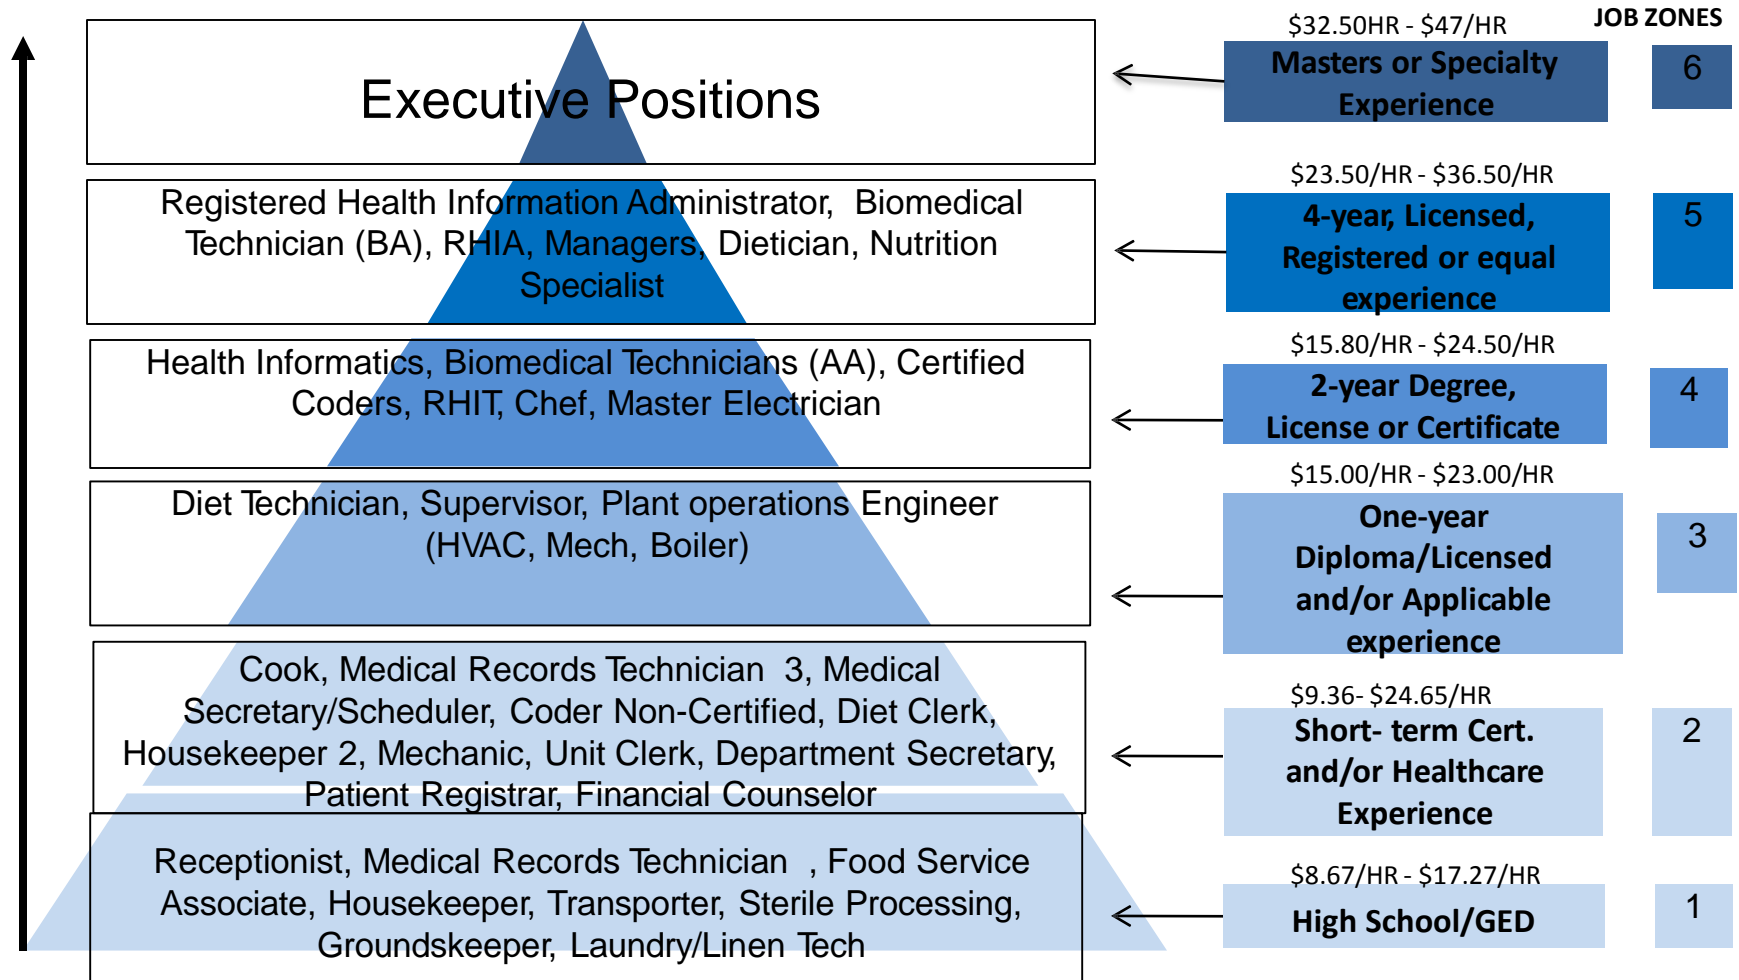 JOB ZONES
$32.50HR - $47/HR
Executive Positions
Masters or Specialty
Experience
6
$23.50/HR - $36.50/HR
Registered Health Information Administrator,  Biomedical
Technician (BA), RHIA, Managers, Dietician, Nutrition
Specialist
4-year, Licensed,
Registered or equal
experience
5
$15.80/HR - $24.50/HR
Health Informatics, Biomedical Technicians (AA), Certified
Coders, RHIT, Chef, Master Electrician
2-year Degree,
License or Certificate
4
$15.00/HR - $23.00/HR
Diet Technician, Supervisor, Plant operations Engineer
(HVAC, Mech, Boiler)
One-year
Diploma/Licensed
and/or Applicable
experience
3
$9.36- $24.65/HR
Cook, Medical Records Technician  3, Medical
Secretary/Scheduler, Coder Non-Certified, Diet Clerk,
Housekeeper 2, Mechanic, Unit Clerk, Department Secretary,
Patient Registrar, Financial Counselor
Short- term Cert.
and/or Healthcare
Experience
2
$8.67/HR - $17.27/HR
Receptionist, Medical Records Technician  , Food Service
Associate, Housekeeper, Transporter, Sterile Processing,
Groundskeeper, Laundry/Linen Tech
High School/GED
1